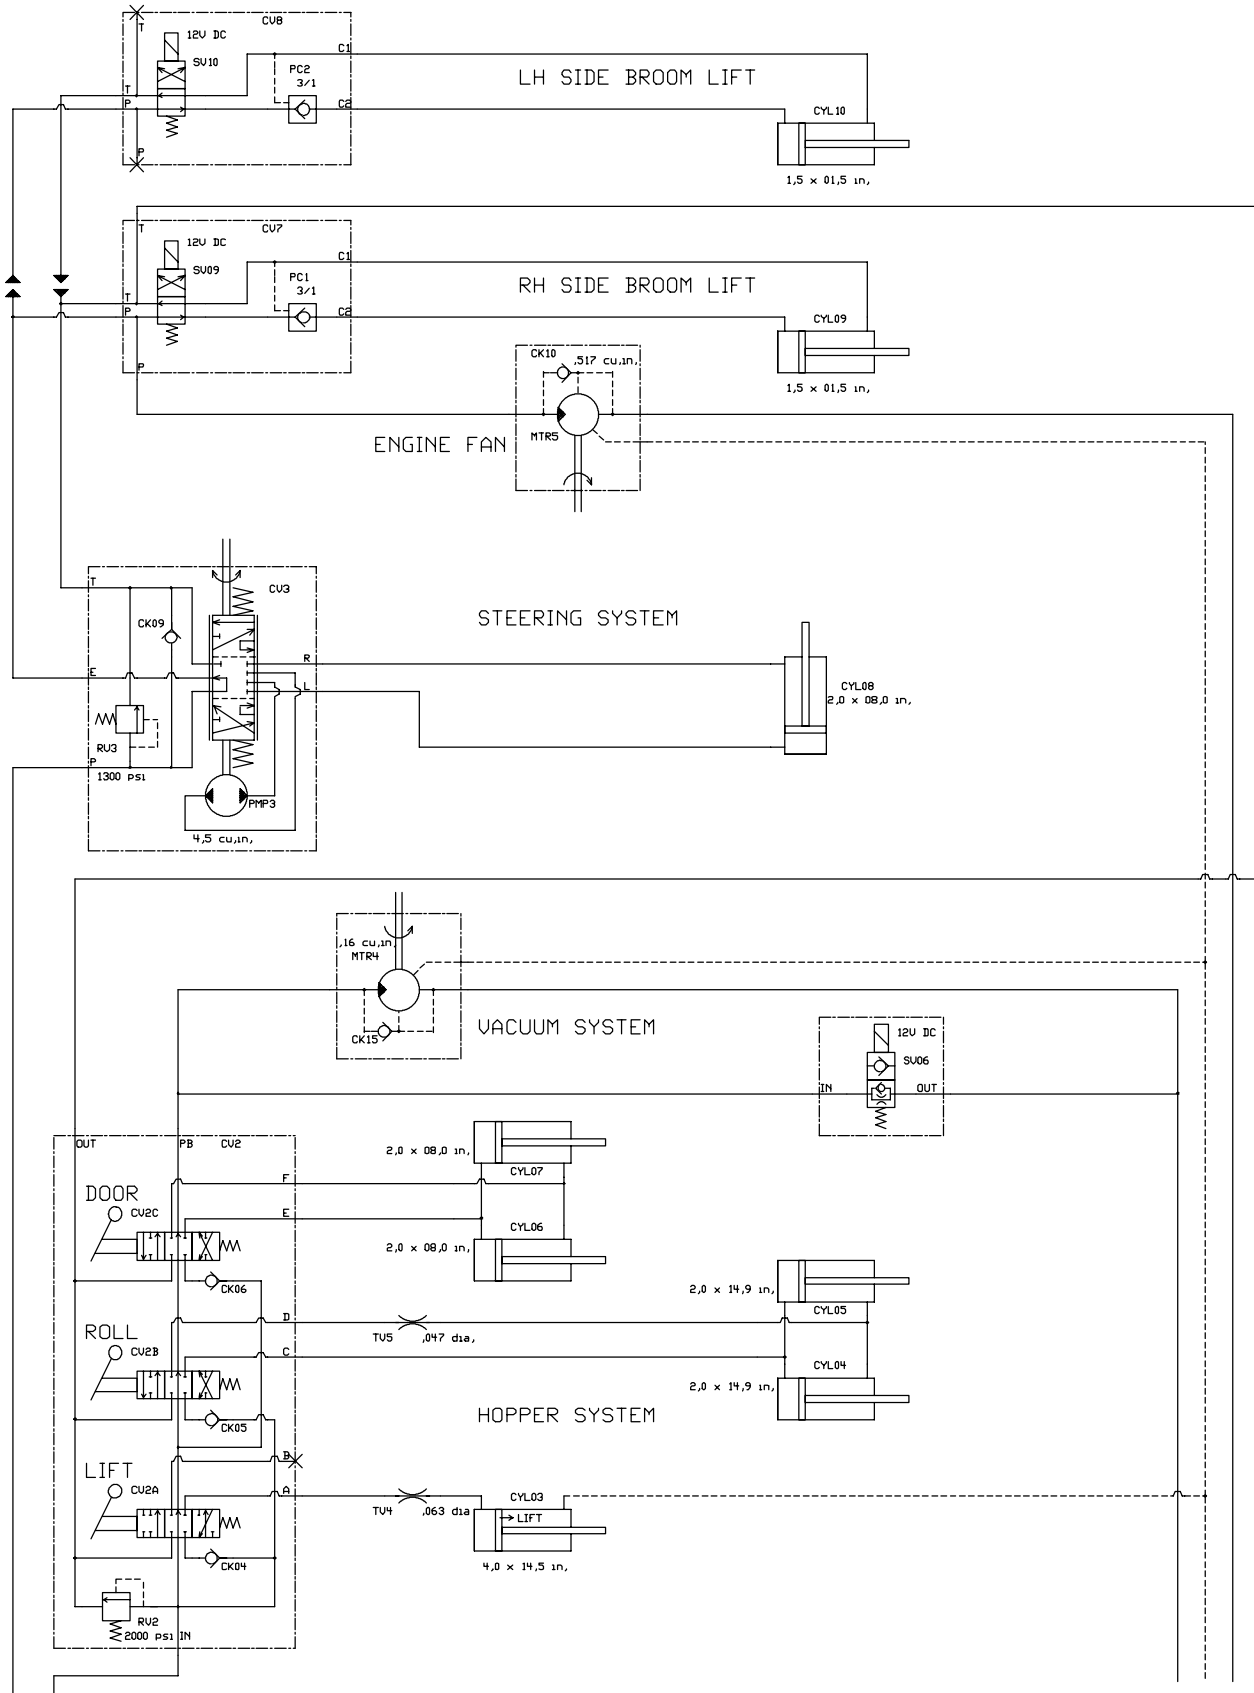 T
CV8
12V DC
SV10
C1
PC2
3/1
LH SIDE BROOM LIFT
T
P
C2
CYL10
P
1,5 x 01,5 in,
T
CV7
12V DC
SV09
C1
PC1
3/1
RH SIDE BROOM LIFT
T
P
C2
CYL09
P
CK10
,517 cu,in,
1,5 x 01,5 in,
MTR5
ENGINE FAN
T
CV3
CK09
STEERING SYSTEM
R
E
L
CYL08
2,0 x 08,0 in,
RV3
P
1300 psi
PMP3
4,5 cu,in,
,16 cu,in,
MTR4
CK15
VACUUM SYSTEM
12V DC
SV06
IN
OUT
OUT
PB
CV2
2,0 x 08,0 in,
CYL07
F
DOOR
CV2C
E
CYL06
2,0 x 08,0 in,
CK06
2,0 x 14,9 in,
CYL05
D
ROLL
TV5
,047 dia,
CV2B
C
CYL04
2,0 x 14,9 in,
CK05
HOPPER SYSTEM
B
LIFT
CV2A
A
CYL03
TV4
,063 dia
LIFT
CK04
4,0 x 14,5 in,
RV2
2000 psi IN